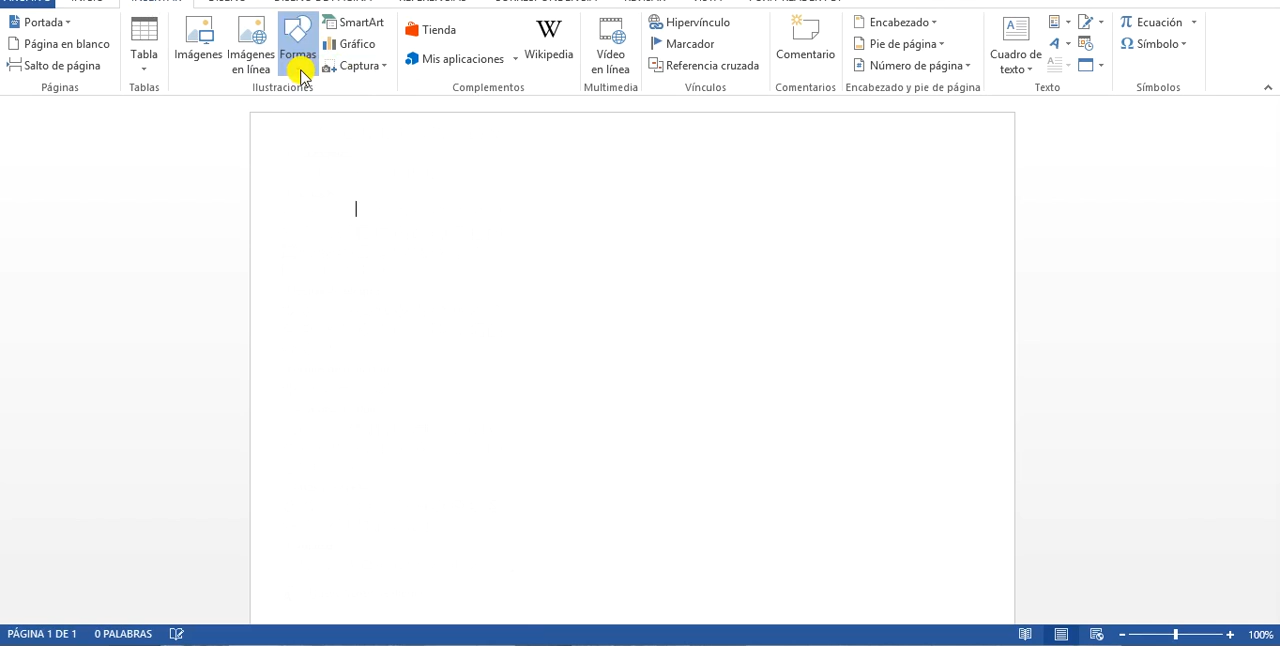 Portada
Página en blanco
Salto de página
Páginas
Tabla
Tablas
Imágenes
Imágenes
en línea
Formas
SmartArt
Gráfico
Captura
Ilustraciones
Tienda
Mis aplicaciones
W
Wikipedia
Complementos
Vídeo
en línea
Multimedia
Hipervínculo
Marcador
Referencia cruzada
Vínculos
Comentario
Comentarios
Encabezado
Pie de página
Número de página
Encabezado y pie de página
Cuadro de
texto
Texto
π Ecuación
Ω Símbolo
Símbolos
PÁGINA 1 DE 1
0 PALABRAS
100%